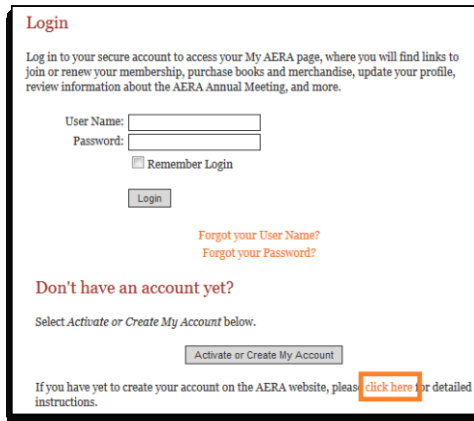 Login
Log in to your secure account to access your My AERA page, where you will find links to
join or renew your membership, purchase books and merchandise, update your profile,
review information about the AERA Annual Meeting, and more.
User Name:
Password:
Remember Login
Login
Forgot your User Name?
Forgot your Password?
Don't have an account yet?
Select Activate or Create My Account below.
Activate or Create My Account
If you have yet to create your account on the AERA website, please click here for detailed
instructions.